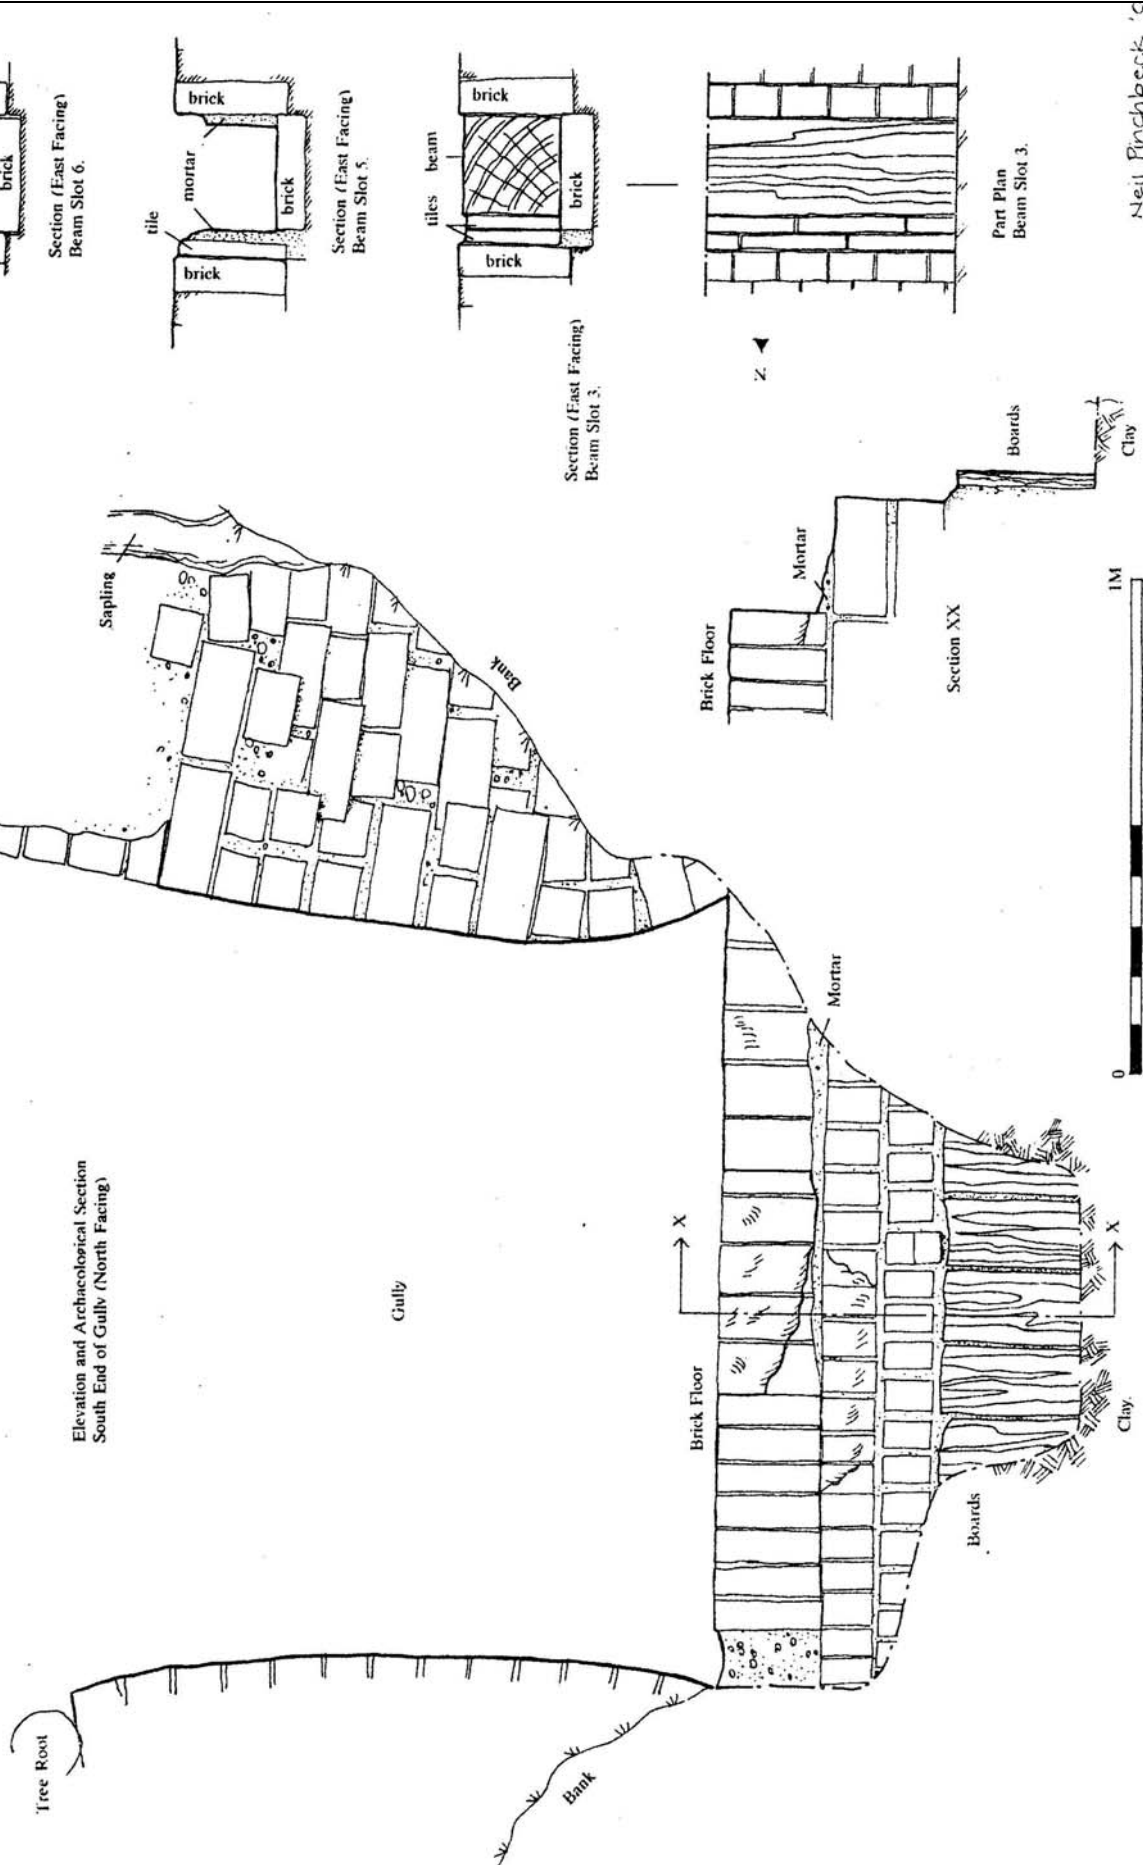 brick
Section (East Facing)
Beam Slot 6.
brick
mortar
tile
brick
brick
Section (East Facing)
Beam Slot 5.
brick
beam
tiles
brick
brick
Section (East Facing)
Beam Slot 3.
Part Plan
Beam Slot 3.
N
Neil Pinchbeck
Sapling
Bank
Brick Floor
Mortar
Boards
Clay
Section XX
0
1M
Elevation and Archaeological Section
South End of Gully (North Facing)
Gully
Tree Root
Bank
Brick Floor
Mortar
X
X
Boards
Clay.